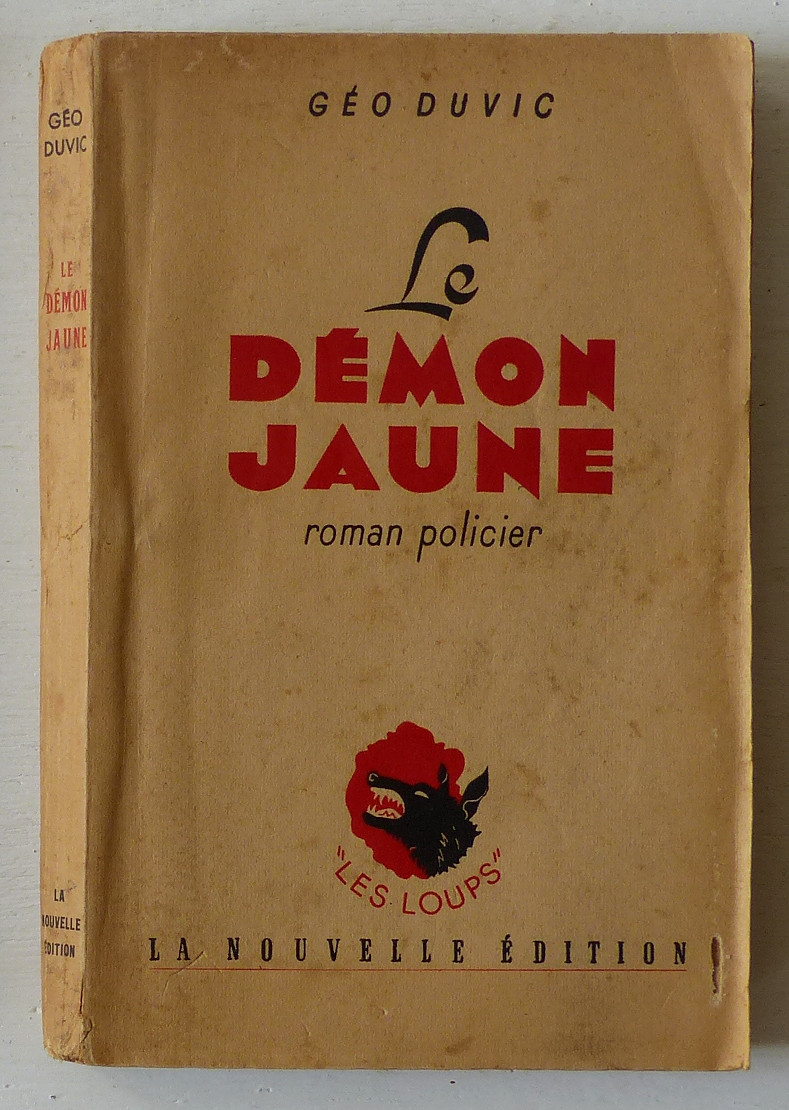 GÉO
DUVIC
LE
DÉMON
JAUNE
LA
NOUVELLE
ÉDITION
GÉO DUVIC
Le
DÉMON
JAUNE
roman policier
"LES LOUPS"
LA NOUVELLE ÉDITION